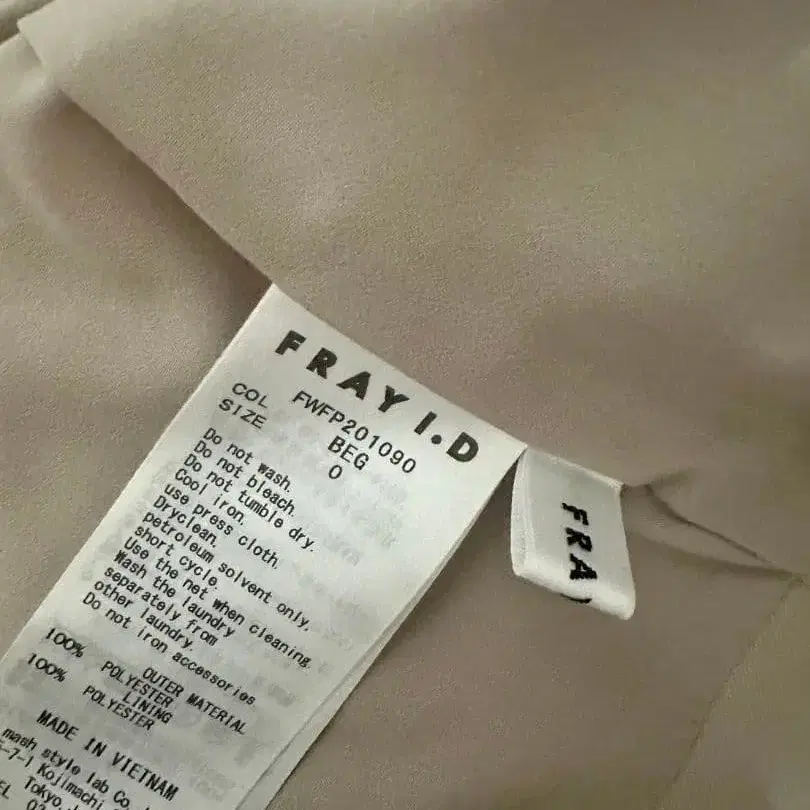 FRAY I.D
FWFP201090
COL BEG
SIZE 0
Do not wash.
Do not bleach.
Do not tumble dry.
Cool iron.
use press cloth.
Dryclean.
petroleum solvent only.
short cycle.
Use the net when cleaning.
Wash the laundry
separately from
other laundry.
Do not iron accessories
OUTER MATERIAL
100% POLYESTER
LINING
100% POLYESTER
MADE IN VIETNAM
mash style lab Co.
-7-1 Kojimachi
Tokyo
FRA